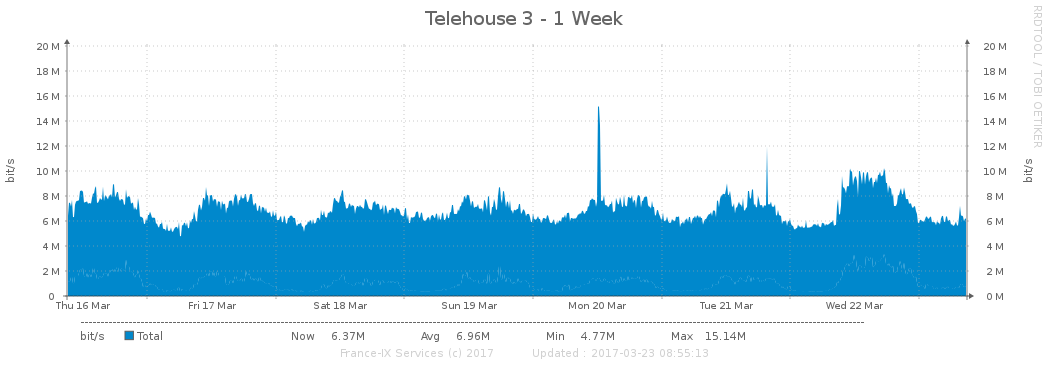 Telehouse 3 - 1 Week
RRDTOOL / TOBI OETIKER
bit/s
20 M 20 M
18 M 18 M
16 M 16 M
14 M 14 M
12 M 12 M
10 M 10 M
8 M 8 M
6 M 6 M
4 M 4 M
2 M 2 M
0 0 M
bit/s
Thu 16 Mar Fri 17 Mar Sat 18 Mar Sun 19 Mar Mon 20 Mar Tue 21 Mar Wed 22 Mar
bit/s Total Now 6.37M Avg 6.96M Min 4.77M Max 15.14M
France-IX Services (c) 2017 Updated : 2017-03-23 08:55:13